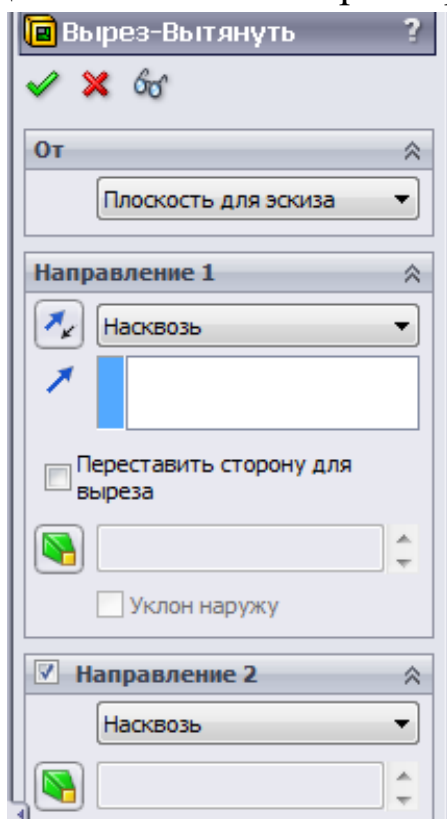 Вырез-Вытянуть ?
От
Плоскость для эскиза
Направление 1
Насквозь
Переставить сторону для
выреза
Уклон наружу
Направление 2
Насквозь